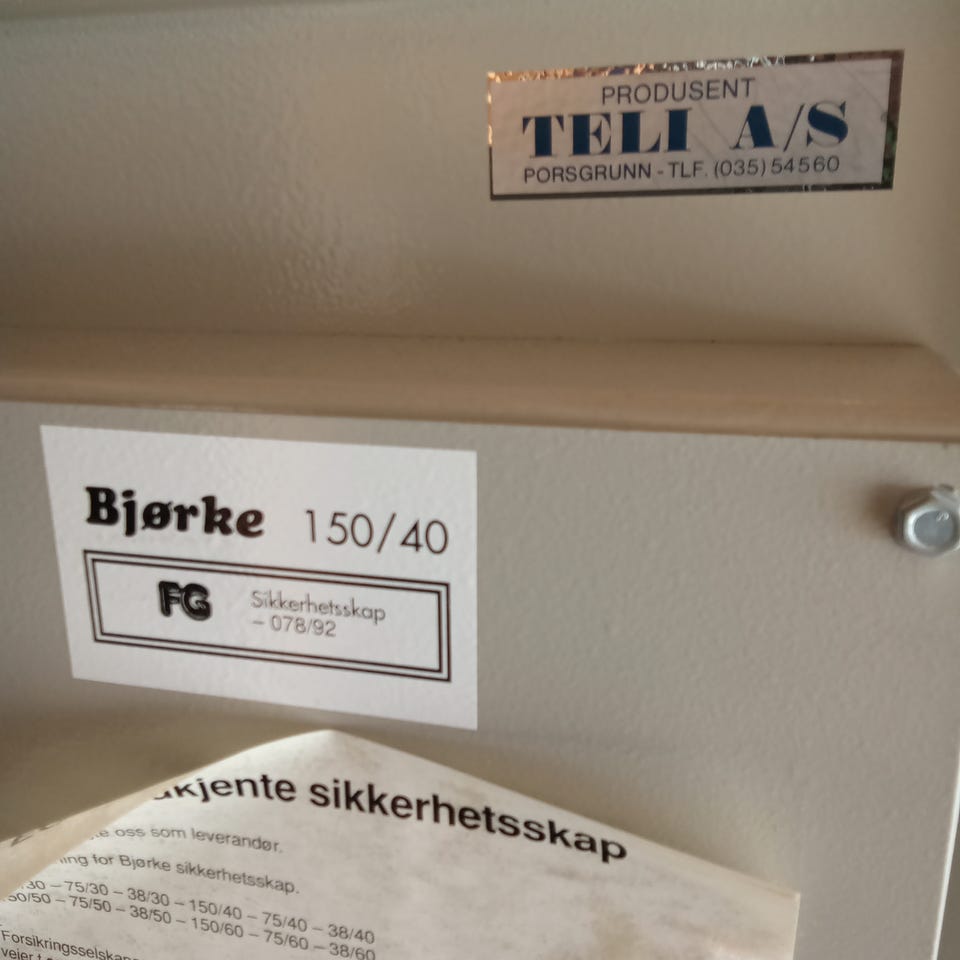 PRODUSENT
TELI A/S
PORSGRUNN - TLF. (035) 54560
Bjørke 150/40
FG Sikkerhetsskap
– 078/92
kjente sikkerhetsskap
oss som leverandør.
for Bjørke sikkerhetsskap.
– 75/30 – 38/30 – 150/40 – 75/40 – 38/40
– 75/50 – 38/50 – 150/60 – 75/60 – 38/60